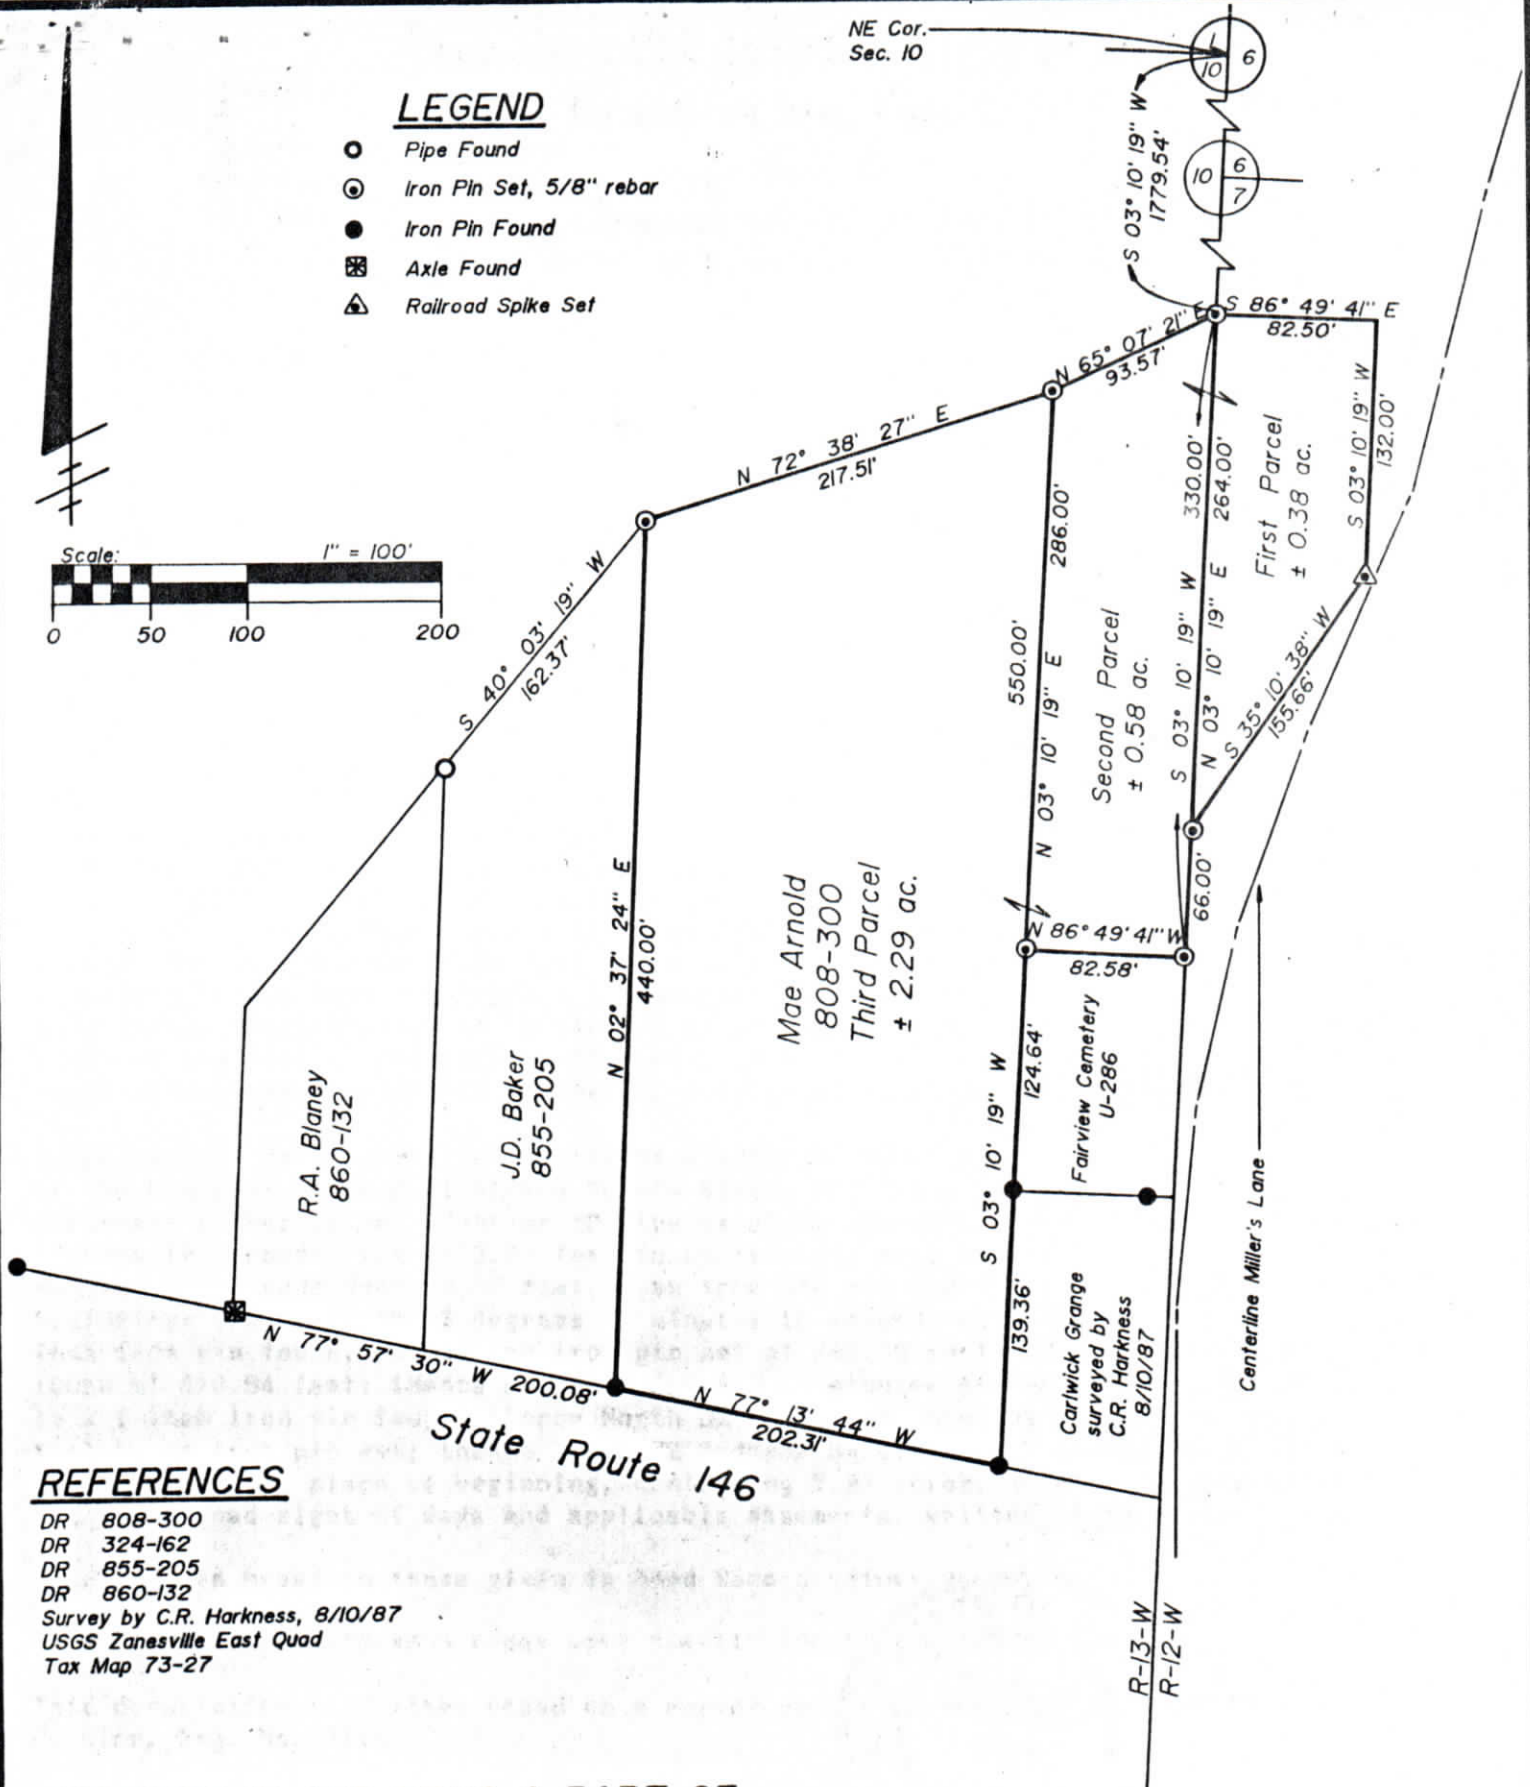 NE Cor.
Sec. 10
1
10
6
LEGEND
Pipe Found
Iron Pin Set, 5/8" rebar
Iron Pin Found
Axle Found
Railroad Spike Set
S 03° 10' 19" W
1779.54'
10
6
7
S 86° 49' 41" E
82.50'
N 65° 07' 21" E
93.57'
N 72° 38' 27" E
217.51'
S 03° 10' 19" W
132.00'
First Parcel
± 0.38 ac.
330.00'
264.00'
S 03° 10' 19" W
N 03° 10' 19" E
286.00'
550.00'
N 03° 10' 19" E
Second Parcel
± 0.58 ac.
S 35° 10' 38" W
155.66'
Scale:
1" = 100'
0 50 100 200
S 40° 03' 19" W
162.37'
66.00'
N 02° 37' 24" E
440.00'
Mae Arnold
808-300
Third Parcel
± 2.29 ac.
N 86° 49' 41" W
82.58'
124.64'
S 03° 10' 19" W
139.36'
Fairview Cemetery
U-286
R.A. Blaney
860-132
J.D. Baker
855-205
Carlwick Grange
surveyed by
C.R. Harkness
8/10/87
Centerline Miller's Lane
N 77° 57' 30" W 200.08'
N 77° 13' 44" W
202.31'
State Route 146
REFERENCES
DR 808-300
DR 324-162
DR 855-205
DR 860-132
Survey by C.R. Harkness, 8/10/87
USGS Zanesville East Quad
Tax Map 73-27
R-13-W
R-12-W